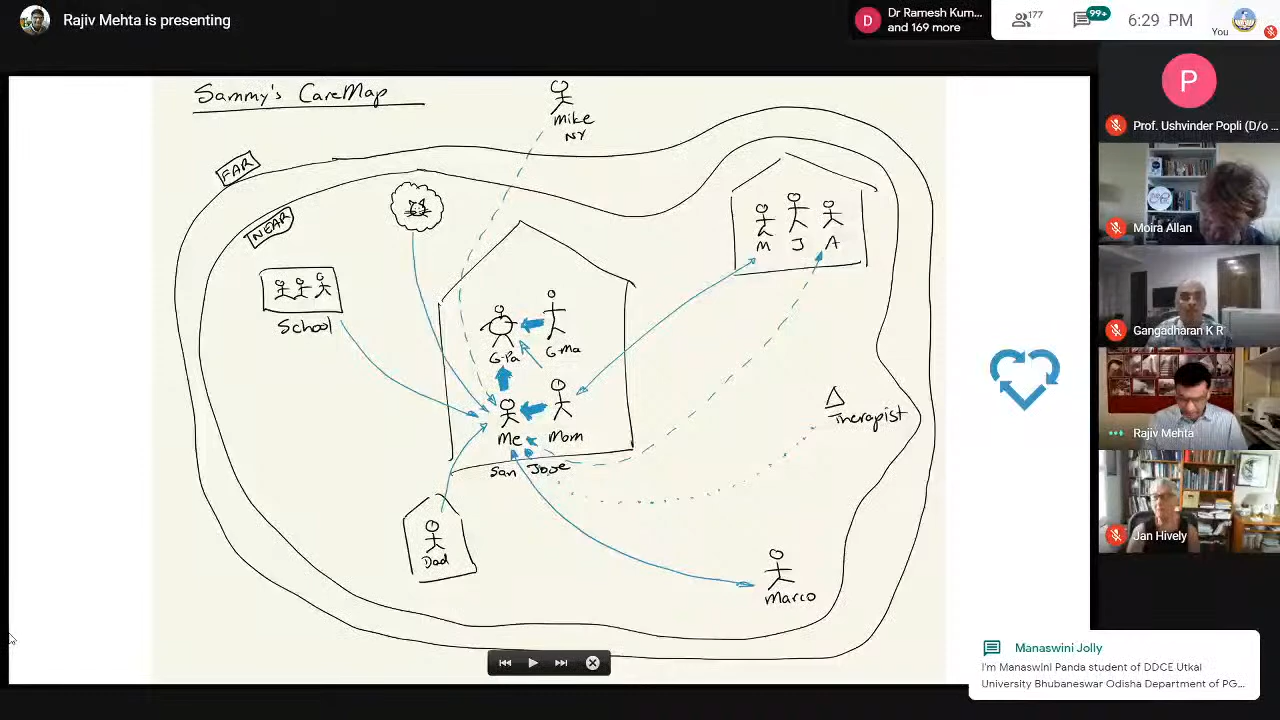 Rajiv Mehta is presenting
D
Dr Ramesh Kum...
and 169 more
177
99+
6:29 PM
You
Sammy's CareMap
Mike
NY
FAR
NEAR
School
M J A
G-Pa
G-Ma
Me
Mom
San Jose
Therapist
Dad
Marco
P
Prof. Ushvinder Popli (D/o ...
Moira Allan
Gangadharan K R
Rajiv Mehta
Jan Hively
Manaswini Jolly
I'm Manaswini Panda student of DDCE Utkal
University Bhubaneswar Odisha Department of PG...